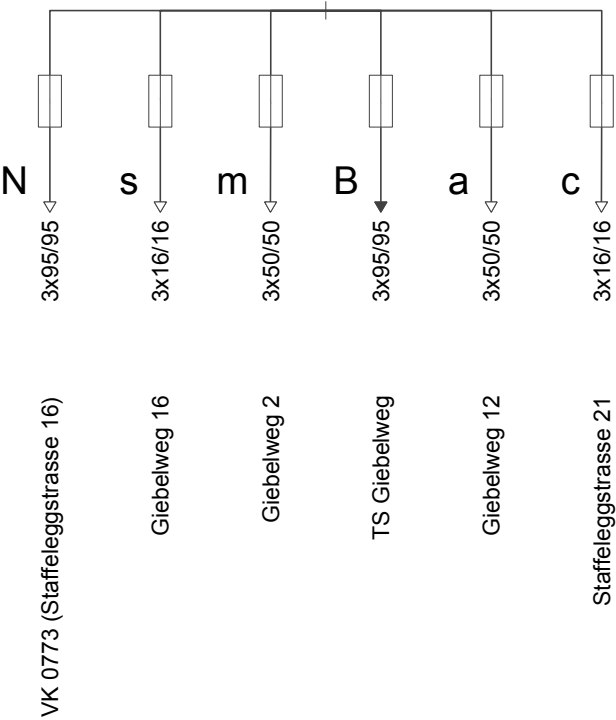 N
s
m
B
a
c
3x95/95
3x16/16
3x50/50
3x95/95
3x50/50
3x16/16
VK 0773 (Staffeleggstrasse 16)
Giebelweg 16
Giebelweg 2
TS Giebelweg
Giebelweg 12
Staffeleggstrasse 21